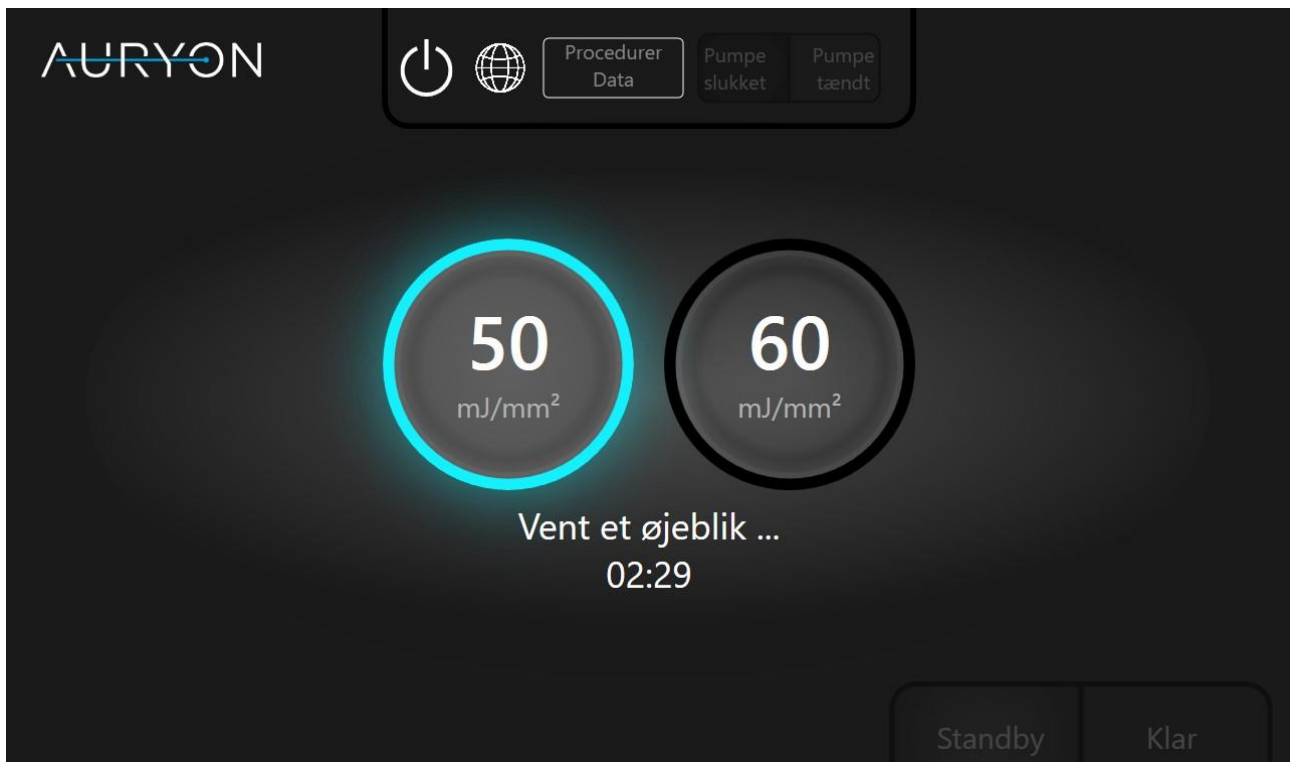 AURYON
Procedurer
Data
Pumpe
slukket
Pumpe
tændt
50
mJ/mm²
60
mJ/mm²
Vent et øjeblik ...
02:29
Standby
Klar